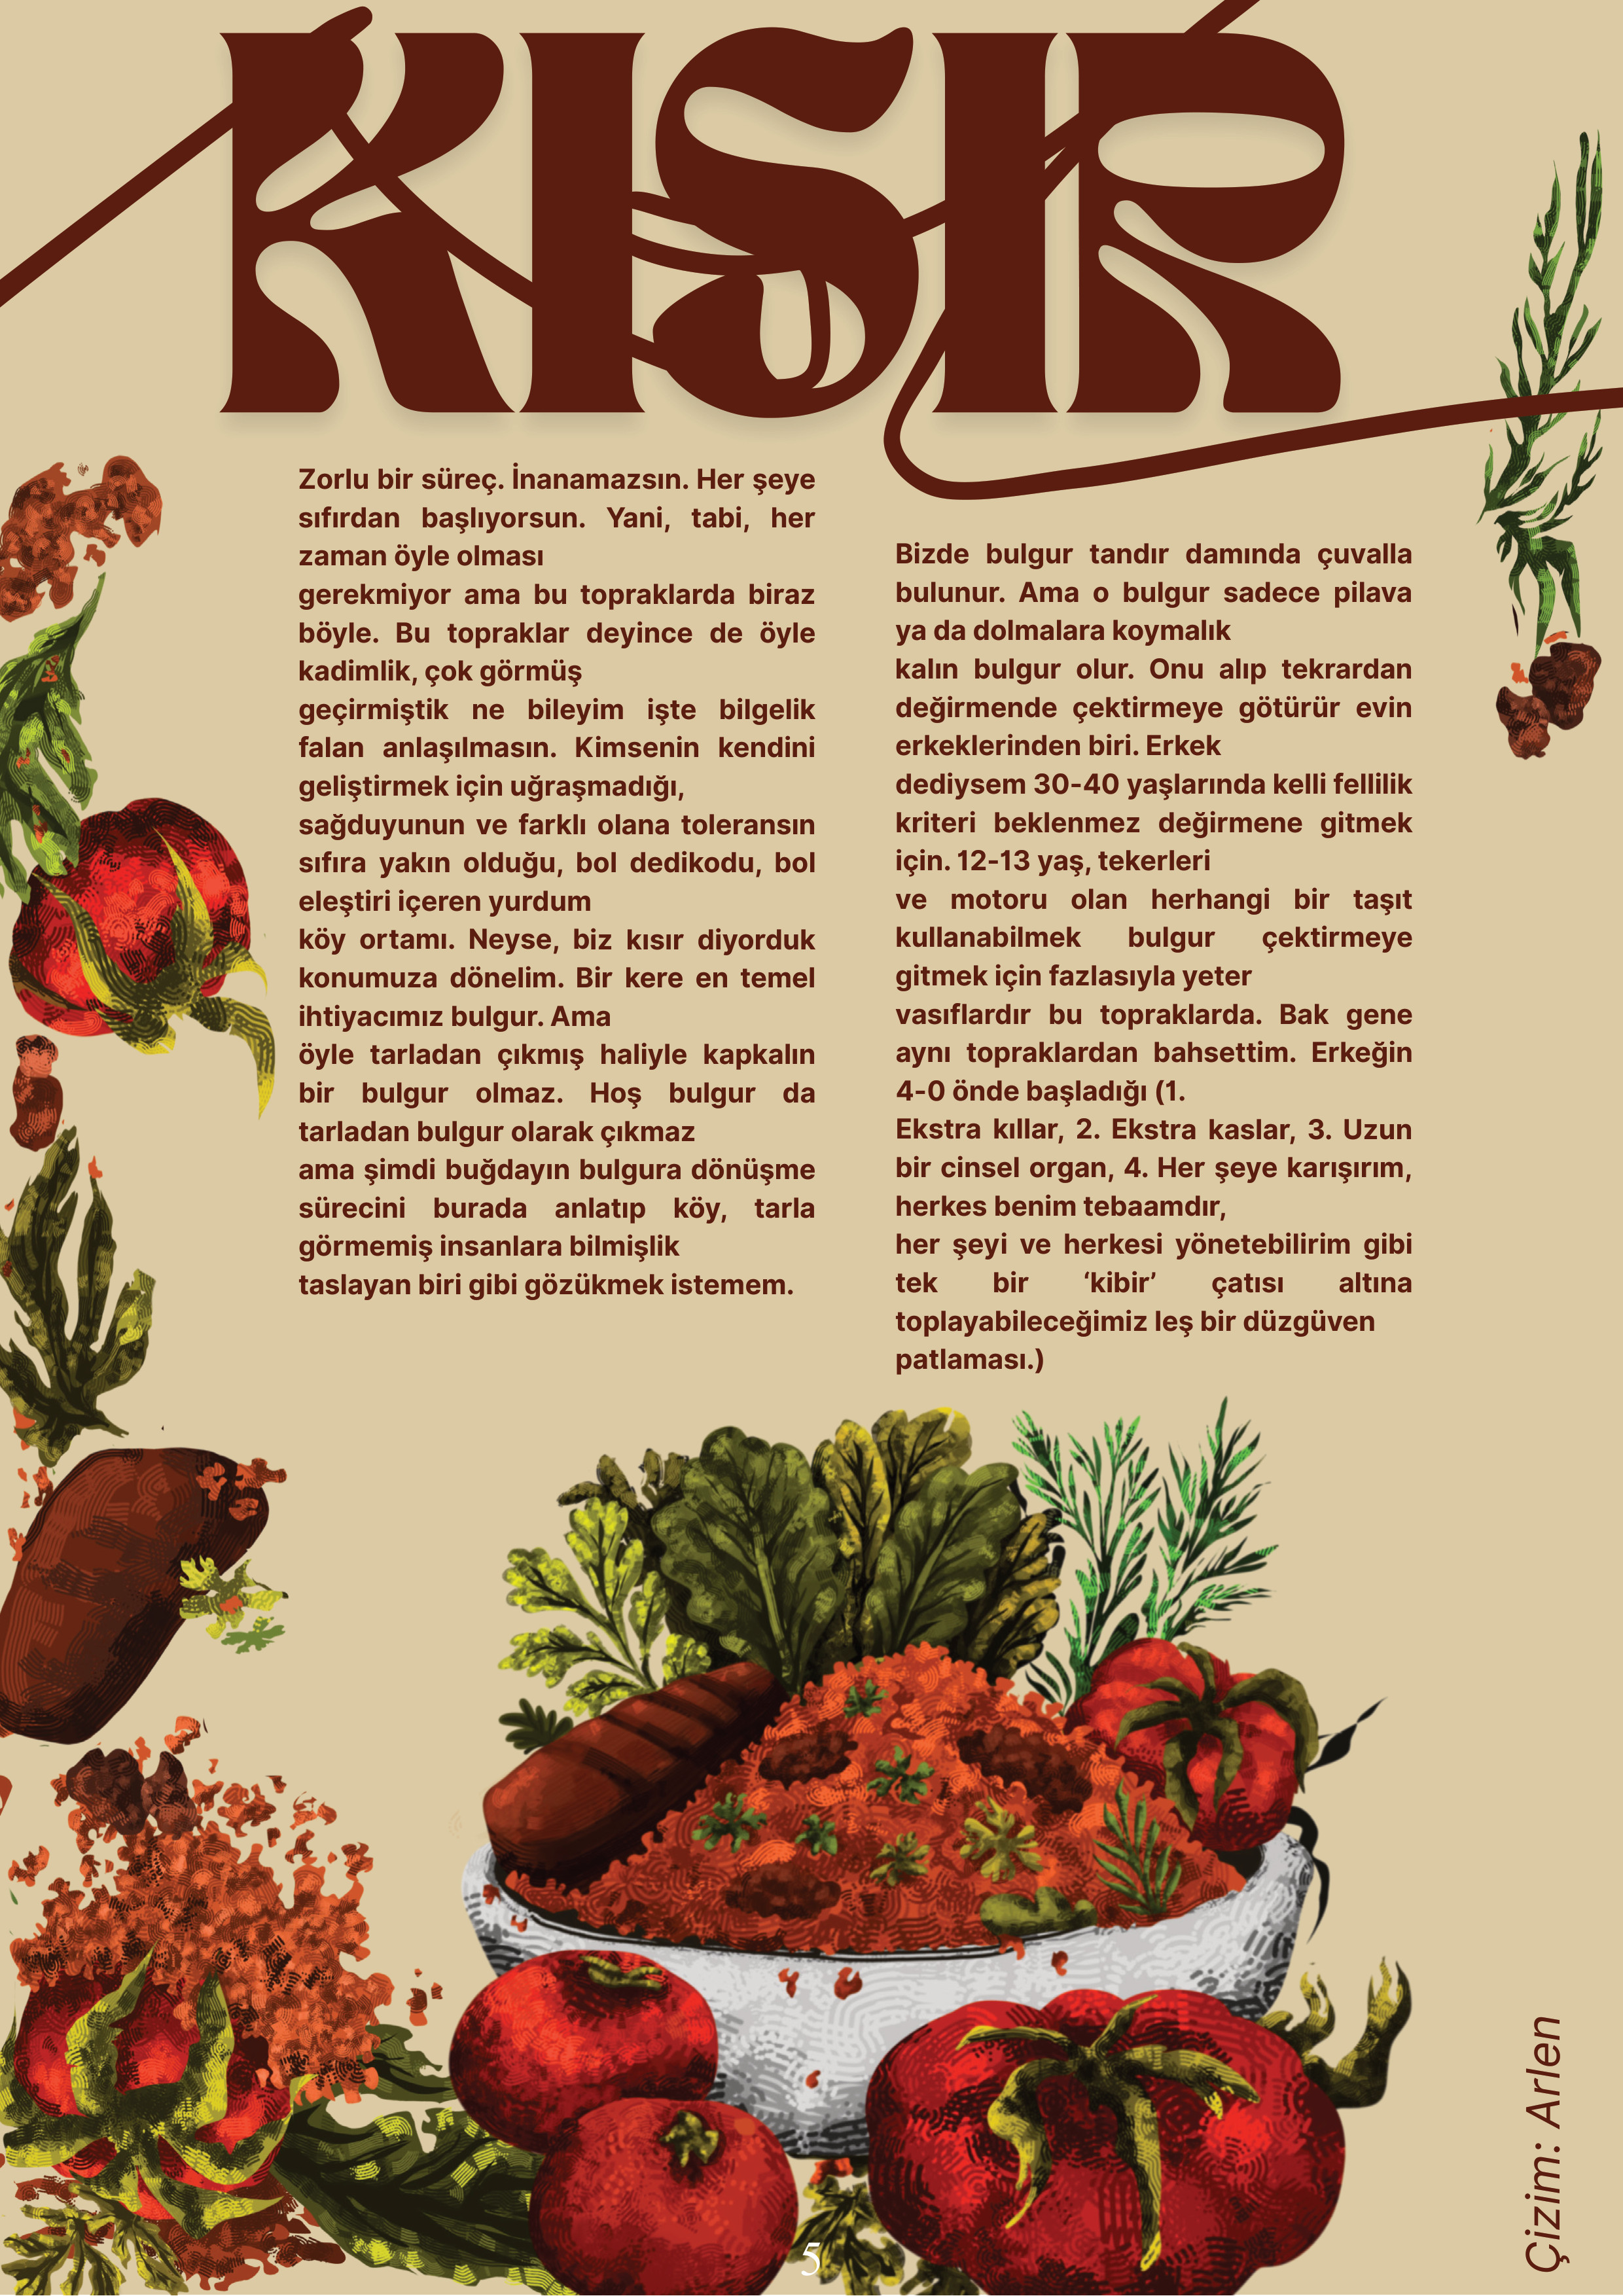 KISIR
Zorlu bir süreç. İnanamazsın. Her şeye
sıfırdan başlıyorsun. Yani, tabi, her
zaman öyle olması
gerekmiyor ama bu topraklarda biraz
böyle. Bu topraklar deyince de öyle
kadimlik, çok görmüş
geçirmiştik ne bileyim işte bilgelik
falan anlaşılmasın. Kimsenin kendini
geliştirmek için uğraşmadığı,
sağduyunun ve farklı olana toleransın
sıfıra yakın olduğu, bol dedikodu, bol
eleştiri içeren yurdum
köy ortamı. Neyse, biz kısır diyorduk
konumuza dönelim. Bir kere en temel
ihtiyacımız bulgur. Ama
öyle tarladan çıkmış haliyle kapkalın
bir bulgur olmaz. Hoş bulgur da
tarladan bulgur olarak çıkmaz
ama şimdi buğdayın bulgura dönüşme
sürecini burada anlatıp köy, tarla
görmemiş insanlara bilmişlik
taslayan biri gibi gözükmek istemem.
Bizde bulgur tandır damında çuvalla
bulunur. Ama o bulgur sadece pilava
ya da dolmalara koymalık
kalın bulgur olur. Onu alıp tekrardan
değirmende çektirmeye götürür evin
erkeklerinden biri. Erkek
dediysem 30-40 yaşlarında kelli fellilik
kriteri beklenmez değirmene gitmek
için. 12-13 yaş, tekerleri
ve motoru olan herhangi bir taşıt
kullanabilmek bulgur çektirmeye
gitmek için fazlasıyla yeter
vasıflardır bu topraklarda. Bak gene
aynı topraklardan bahsettim. Erkeğin
4-0 önde başladığı (1.
Ekstra kıllar, 2. Ekstra kaslar, 3. Uzun
bir cinsel organ, 4. Her şeye karışırım,
herkes benim tebaamdır,
her şeyi ve herkesi yönetebilirim gibi
tek bir ‘kibir’ çatısı altına
toplayabileceğimiz leş bir düzgüven
patlaması.)
Çizim: Arlen
5